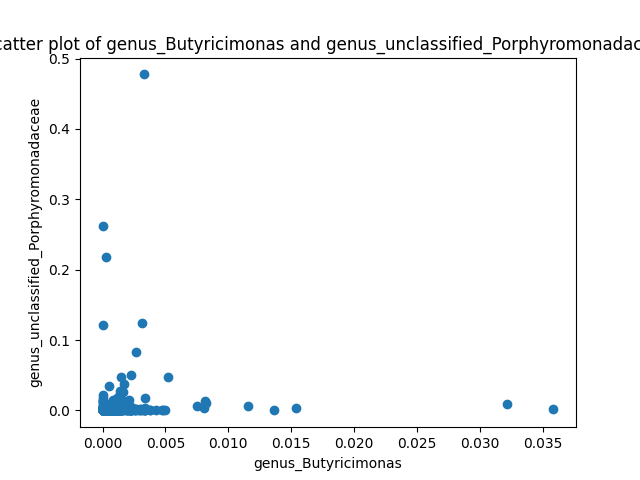 catter plot of genus_Butyricimonas and genus_unclassified_Porphyromonadac
0.5
0.4
0.3
0.2
0.1
0.0
genus_unclassified_Porphyromonadaceae
0.000 0.005 0.010 0.015 0.020 0.025 0.030 0.035
genus_Butyricimonas